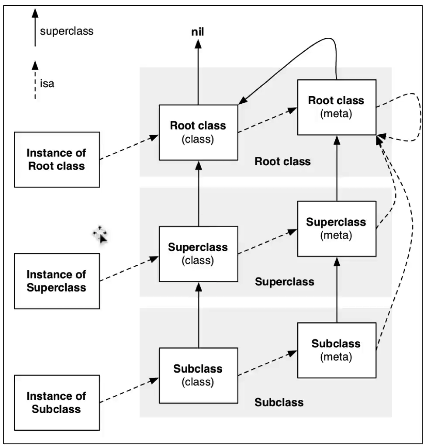 superclass
isa
nil
Root class
(class)
Root class
(meta)
Instance of
Root class
Root class
Superclass
(class)
Superclass
(meta)
Instance of
Superclass
Superclass
Subclass
(class)
Subclass
(meta)
Instance of
Subclass
Subclass